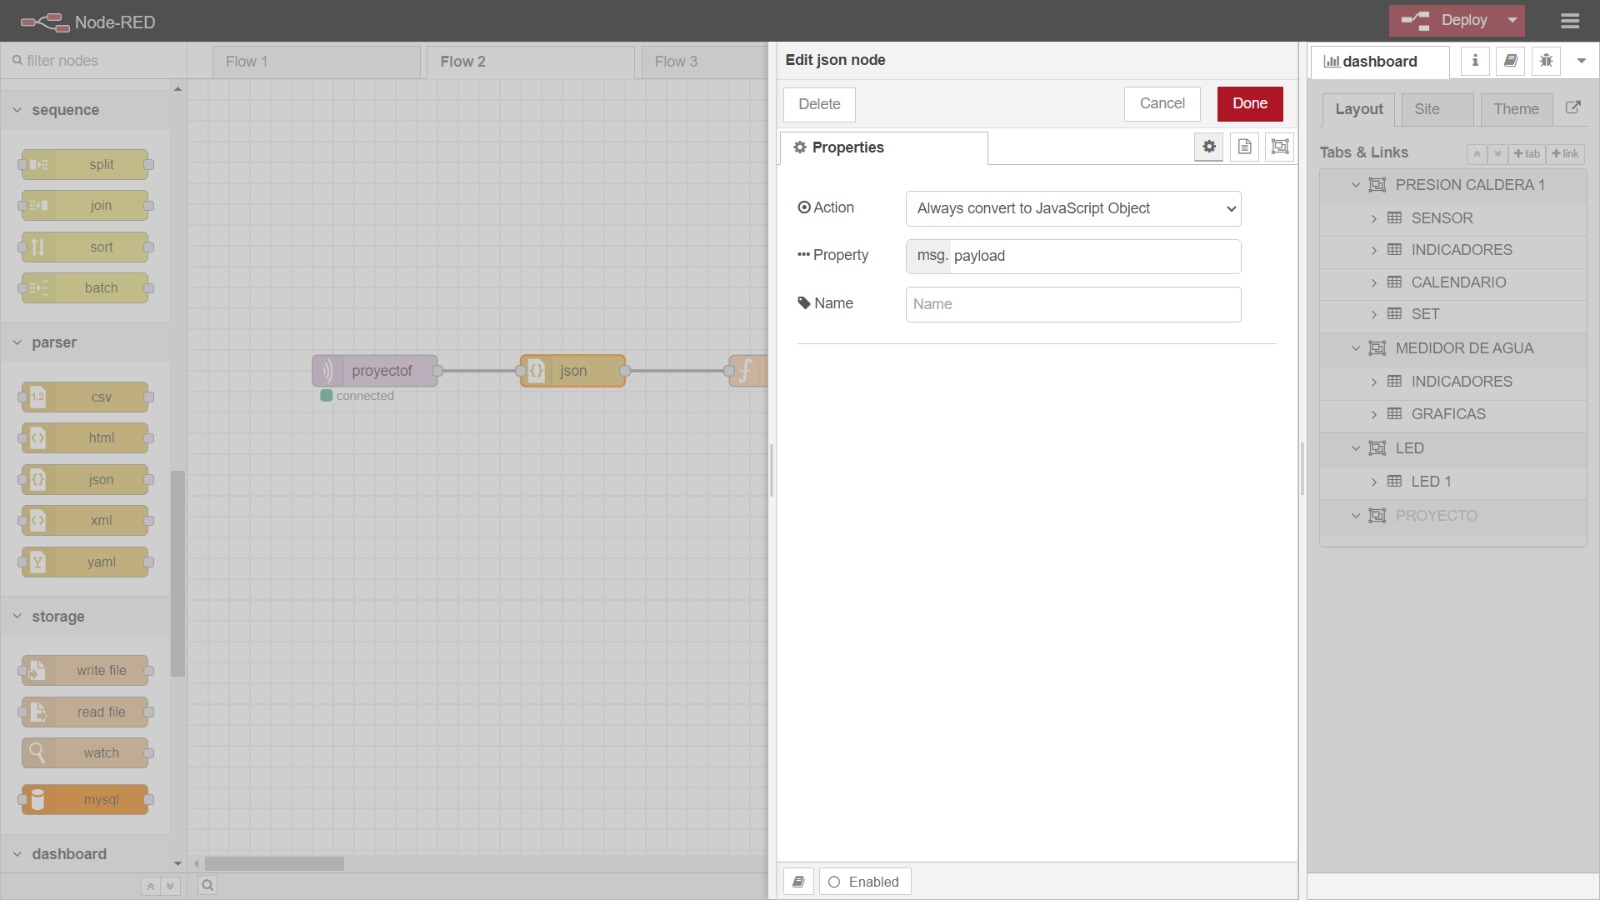 Node-RED
Deploy
filter nodes
Flow 1
Flow 2
Flow 3
Edit json node
dashboard
i
Delete
Cancel
Done
Layout
Site
Theme
sequence
Properties
Tabs & Links
+tab
+link
split
join
sort
batch
Action
Always convert to JavaScript Object
Property
msg. payload
Name
Name
PRESION CALDERA 1
SENSOR
INDICADORES
CALENDARIO
SET
MEDIDOR DE AGUA
INDICADORES
GRAFICAS
LED
LED 1
PROYECTO
parser
1,2 csv
html
{} json
xml
Y yaml
proyectof
connected
{} json
f
storage
write file
read file
watch
mysql
dashboard
Enabled